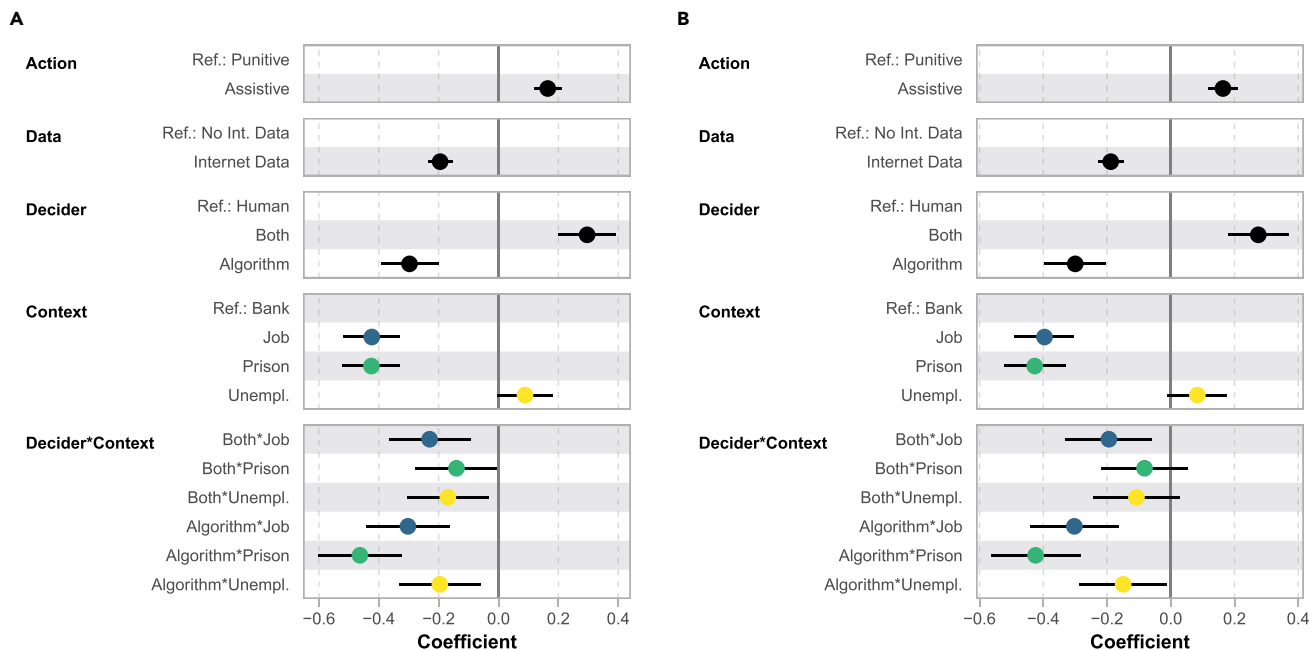 A
Action
Ref.: Punitive
Assistive
Data
Ref.: No Int. Data
Internet Data
Decider
Ref.: Human
Both
Algorithm
Context
Ref.: Bank
Job
Prison
Unempl.
Decider*Context
Both*Job
Both*Prison
Both*Unempl.
Algorithm*Job
Algorithm*Prison
Algorithm*Unempl.
−0.6 −0.4 −0.2 0.0 0.2 0.4
Coefficient
B
Action
Ref.: Punitive
Assistive
Data
Ref.: No Int. Data
Internet Data
Decider
Ref.: Human
Both
Algorithm
Context
Ref.: Bank
Job
Prison
Unempl.
Decider*Context
Both*Job
Both*Prison
Both*Unempl.
Algorithm*Job
Algorithm*Prison
Algorithm*Unempl.
−0.6 −0.4 −0.2 0.0 0.2 0.4
Coefficient